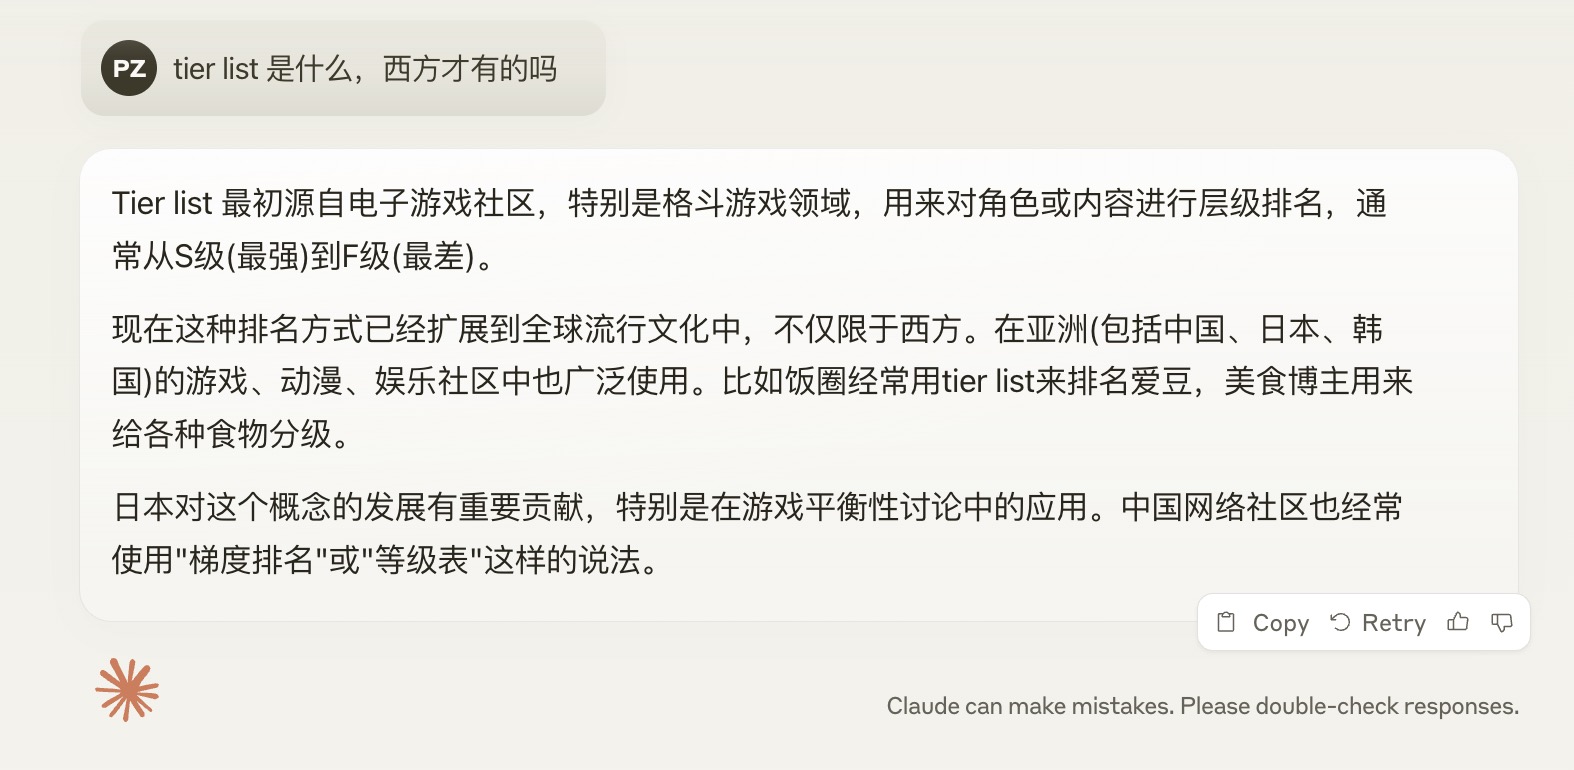 PZ tier list 是什么，西方才有的吗
Tier list 最初源自电子游戏社区，特别是格斗游戏领域，用来对角色或内容进行层级排名，通
常从S级(最强)到F级(最差)。
现在这种排名方式已经扩展到全球流行文化中，不仅限于西方。在亚洲(包括中国、日本、韩
国)的游戏、动漫、娱乐社区中也广泛使用。比如饭圈经常用tier list来排名爱豆，美食博主用来
给各种食物分级。
日本对这个概念的发展有重要贡献，特别是在游戏平衡性讨论中的应用。中国网络社区也经常
使用"梯度排名"或"等级表"这样的说法。
Copy Retry
Claude can make mistakes. Please double-check responses.